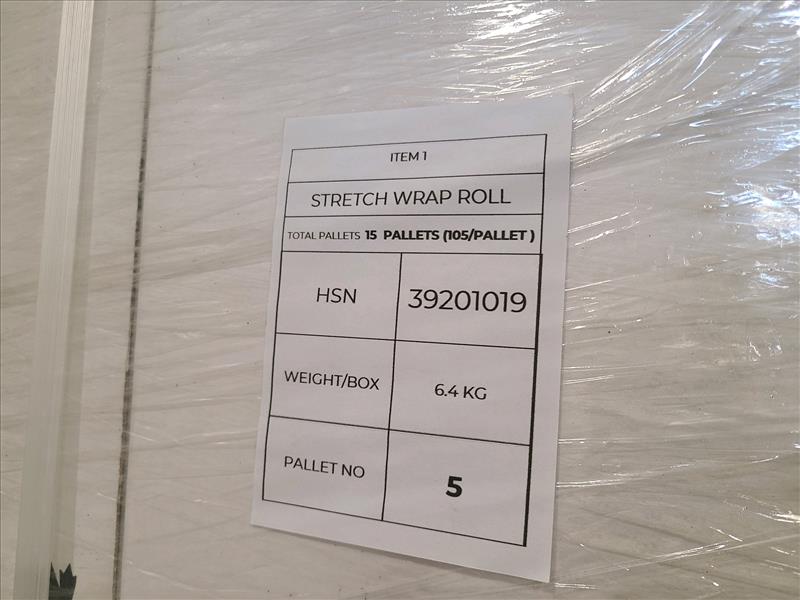 ITEM 1
STRETCH WRAP ROLL
TOTAL PALLETS 15 PALLETS (105/PALLET )
HSN 39201019
WEIGHT/BOX 6.4 KG
PALLET NO 5